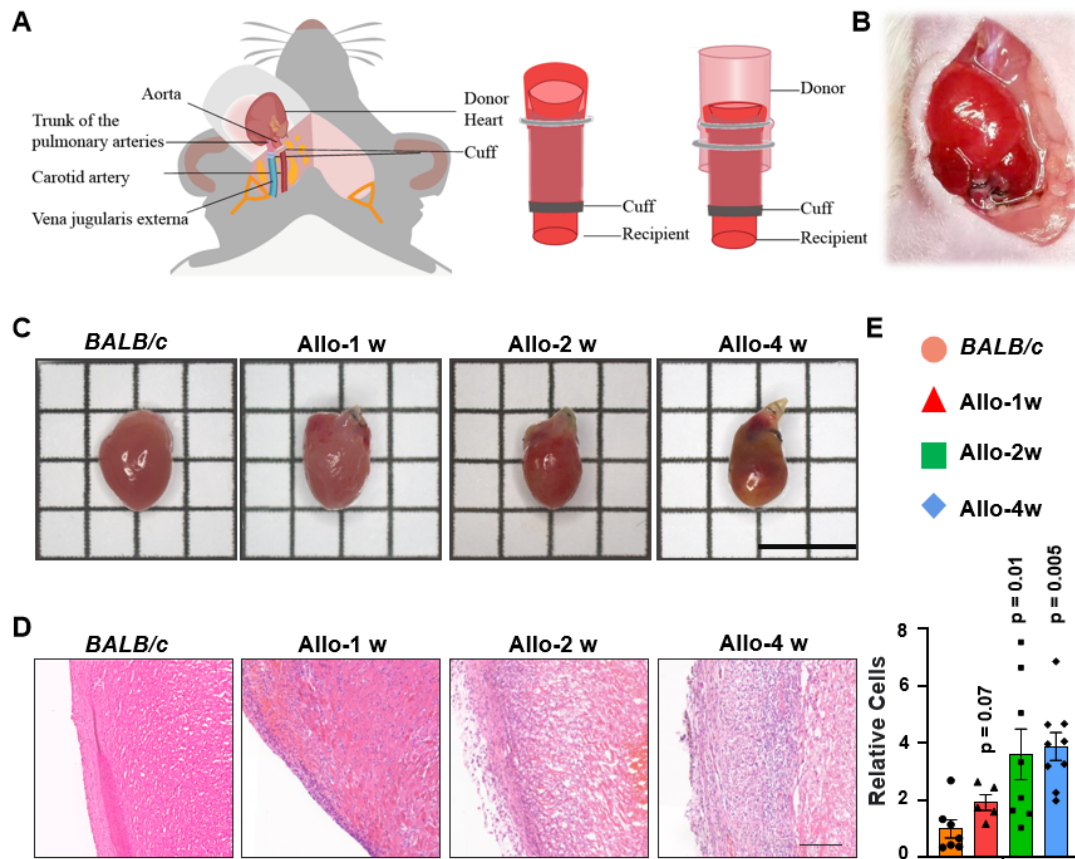 A
Aorta
Trunk of the
pulmonary arteries
Carotid artery
Vena jugularis externa
Donor
Heart
Cuff
Cuff
Recipient
Donor
Cuff
Recipient
B
C
BALB/c
Allo-1 w
Allo-2 w
Allo-4 w
D
BALB/c
Allo-1 w
Allo-2 w
Allo-4 w
E
BALB/c
Allo-1w
Allo-2w
Allo-4w
Relative Cells
8
6
4
2
0
p = 0.07
p = 0.01
p = 0.005